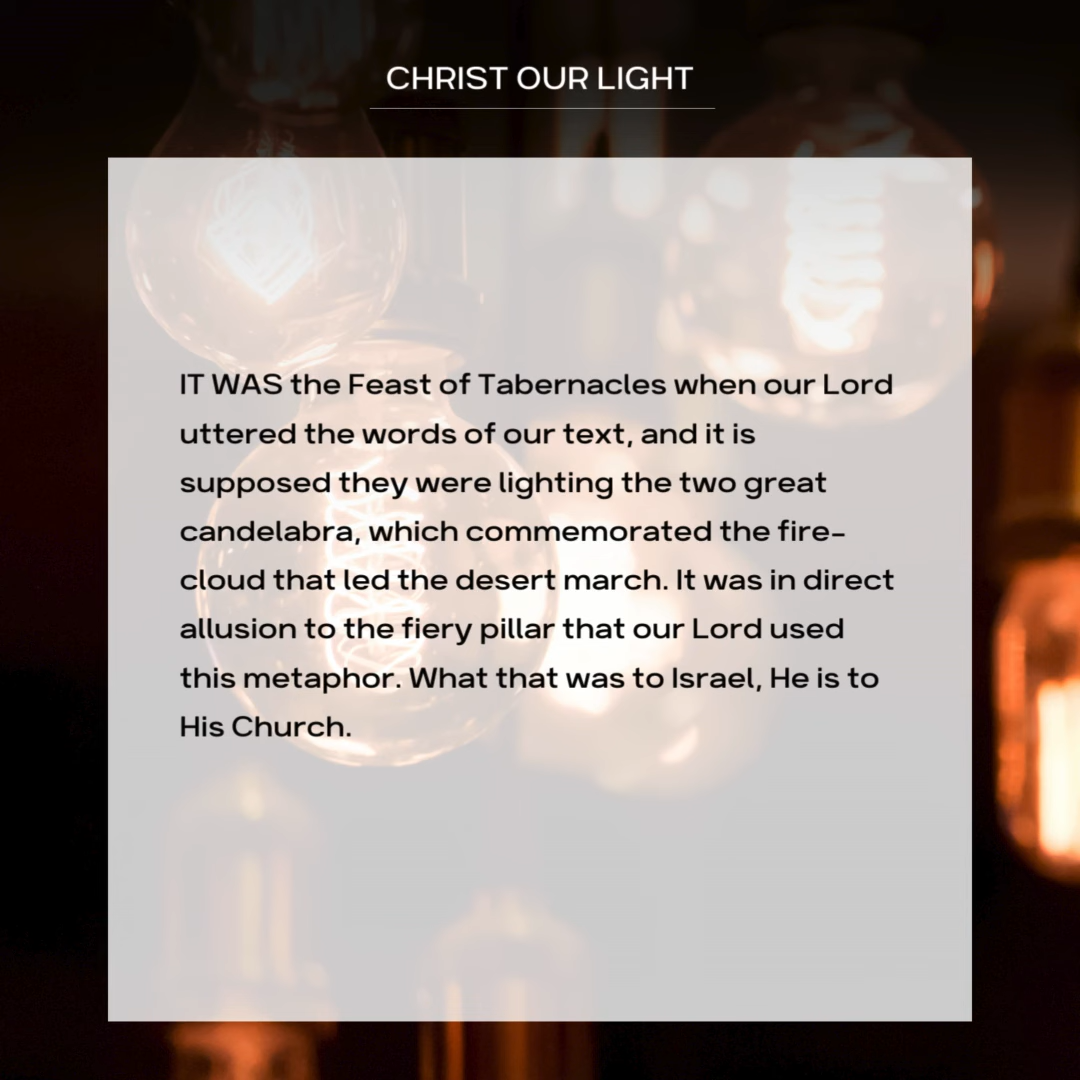 CHRIST OUR LIGHT
IT WAS the Feast of Tabernacles when our Lord
uttered the words of our text, and it is
supposed they were lighting the two great
candelabra, which commemorated the fire-
cloud that led the desert march. It was in direct
allusion to the fiery pillar that our Lord used
this metaphor. What that was to Israel, He is to
His Church.